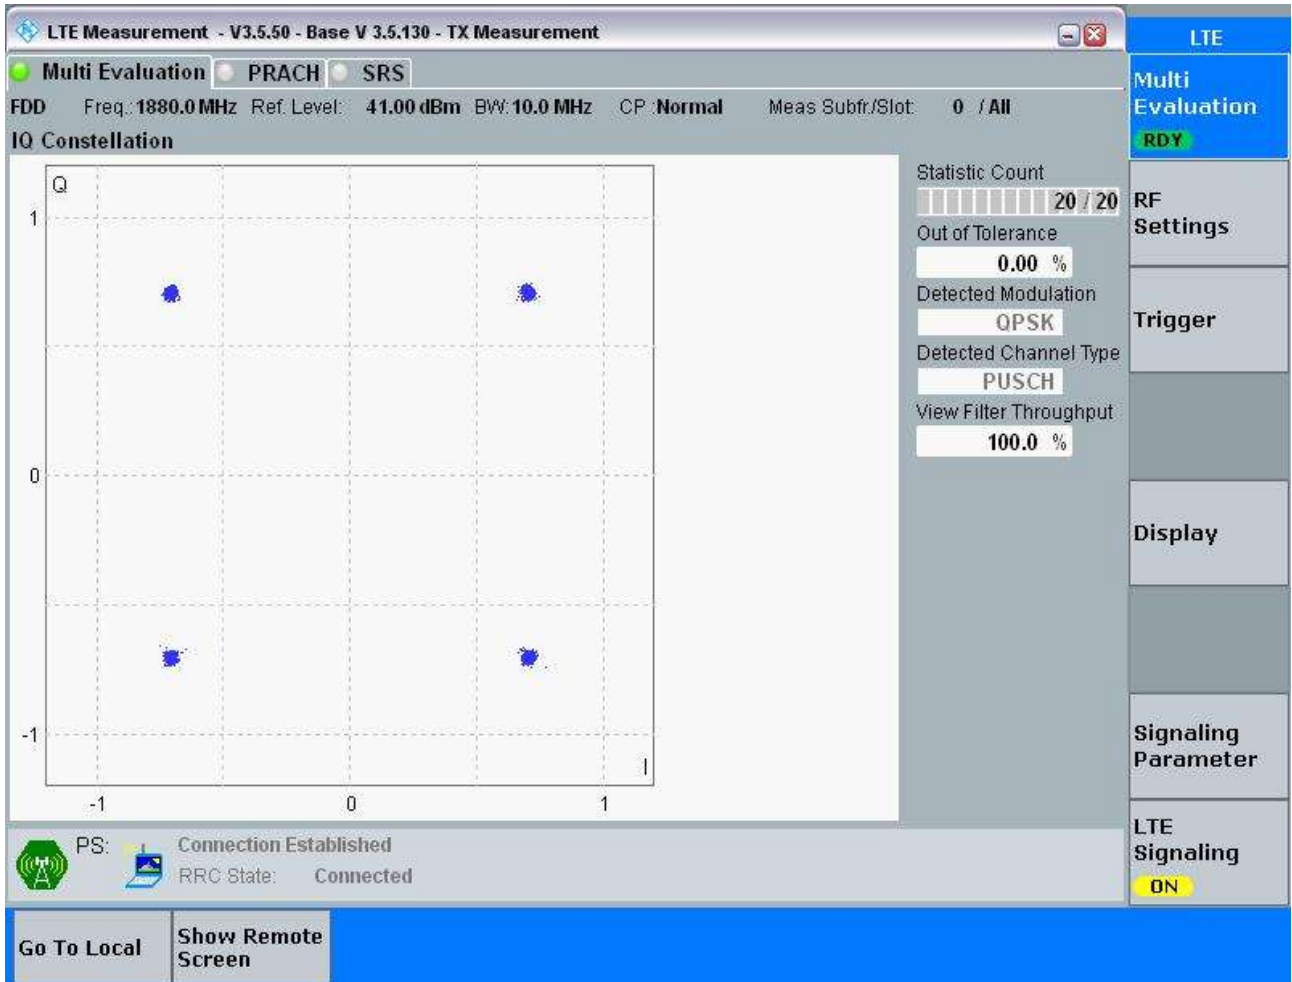 LTE Measurement - V3.5.50 - Base V 3.5.130 - TX Measurement
Multi Evaluation PRACH SRS
FDD Freq.: 1880.0 MHz Ref. Level: 41.00 dBm BW: 10.0 MHz CP : Normal Meas Subfr./Slot: 0 / All
IQ Constellation
Q
1
0
-1
I
-1 0 1
Statistic Count
20 / 20
Out of Tolerance
0.00 %
Detected Modulation
QPSK
Detected Channel Type
PUSCH
View Filter Throughput
100.0 %
PS: Connection Established
RRC State: Connected
LTE
Multi
Evaluation
RDY
RF
Settings
Trigger
Display
Signaling
Parameter
LTE
Signaling
ON
Go To Local
Show Remote
Screen